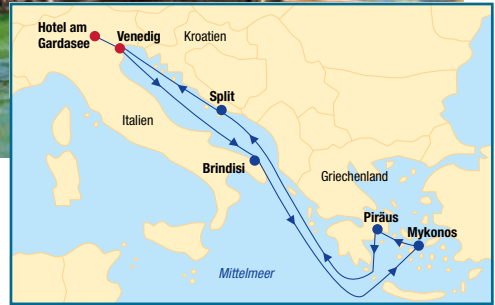 Hotel am
Gardasee
Venedig
Kroatien
Split
Italien
Brindisi
Griechenland
Piräus
Mykonos
Mittelmeer